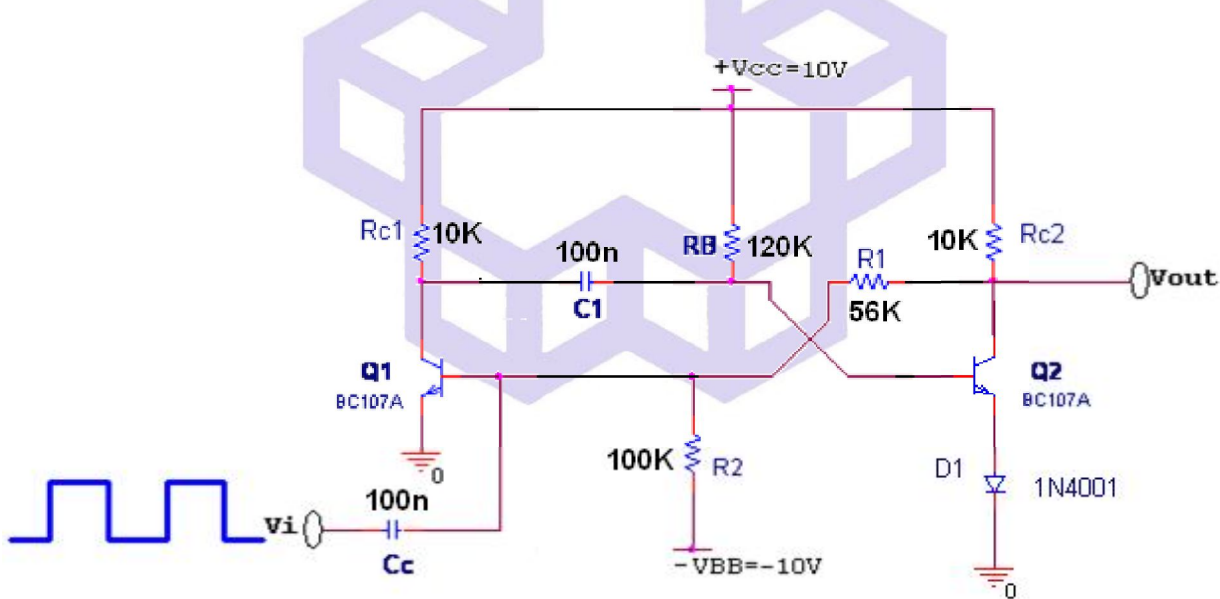 +Vcc=10V
Rc1
10K
100n
C1
RB
120K
R1
56K
10K
Rc2
Vout
Q1
BC107A
Q2
BC107A
0
100K
R2
D1
1N4001
100n
Vi
Cc
-VBB=-10V
0